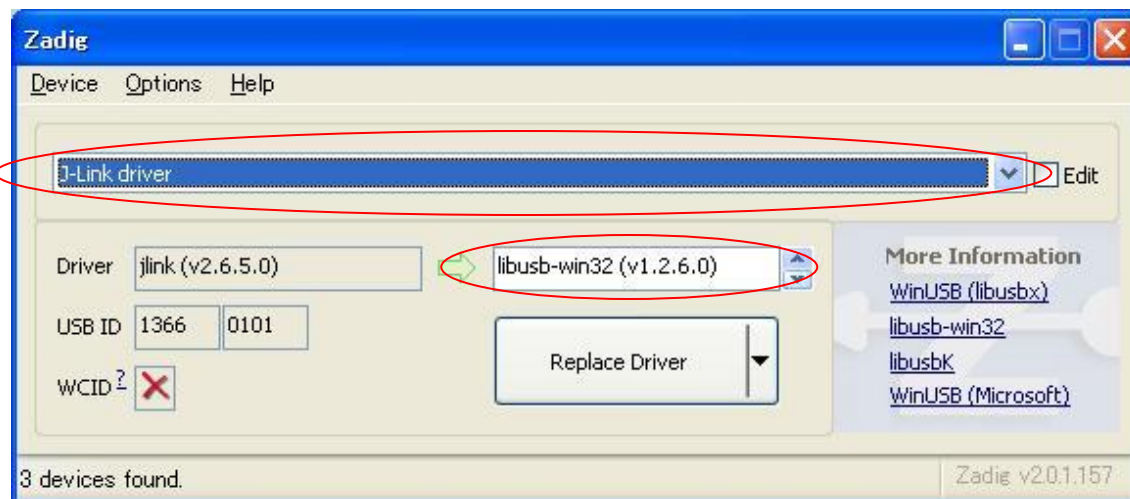 Zadig
Device Options Help
J-Link driver
Edit
Driver jlink (v2.6.5.0) libusb-win32 (v1.2.6.0)
USB ID 1366 0101
WCID ?
Replace Driver
More Information
WinUSB (libusbx)
libusb-win32
libusbK
WinUSB (Microsoft)
3 devices found.
Zadig v2.0.1.157